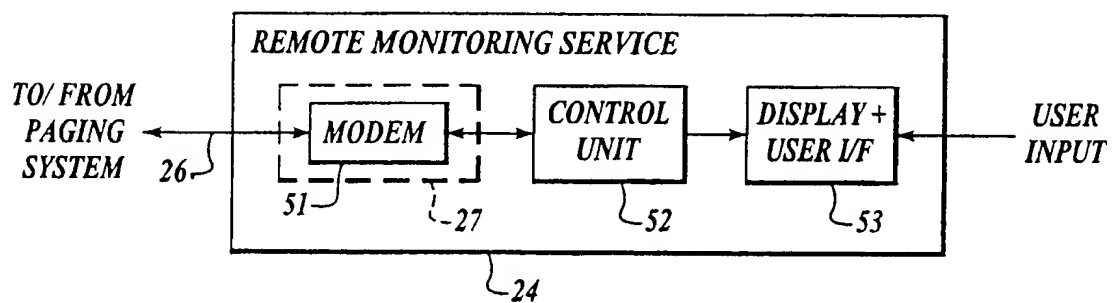 REMOTE MONITORING SERVICE
TO/ FROM
PAGING
SYSTEM
26
MODEM
51
27
CONTROL
UNIT
52
DISPLAY +
USER I/F
53
USER
INPUT
24